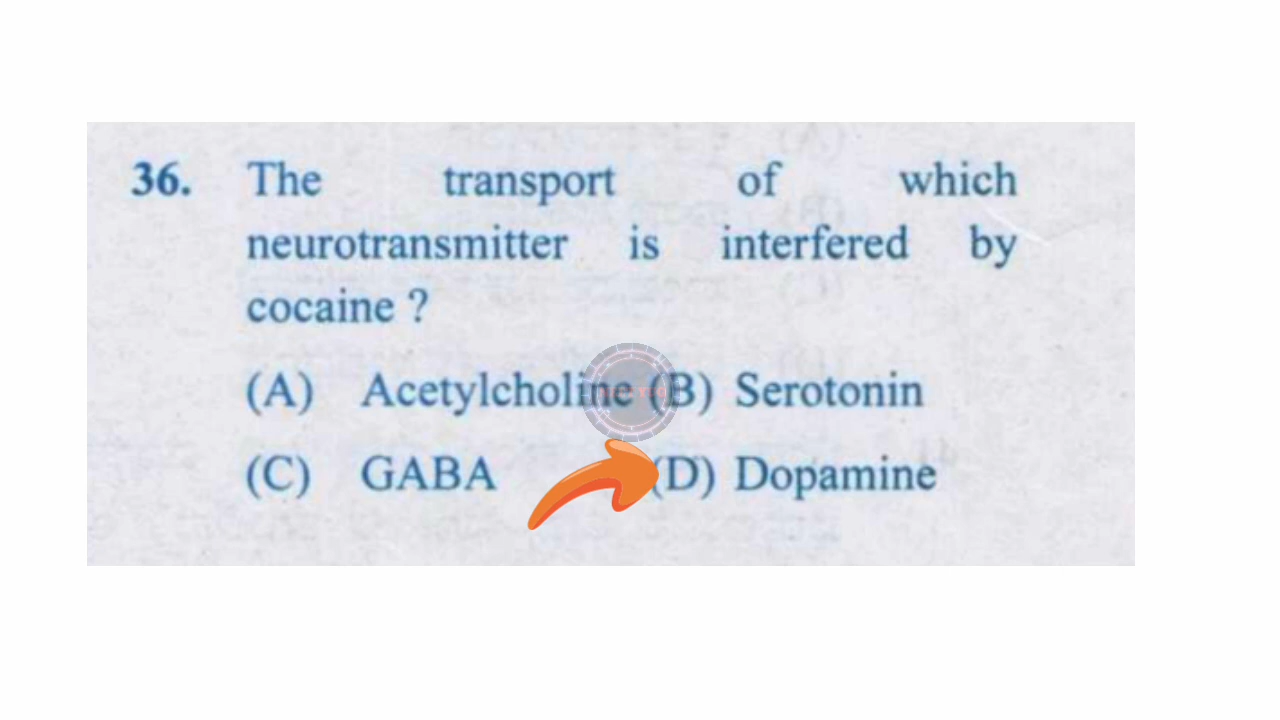 36. The transport of which
neurotransmitter is interfered by
cocaine ?
(A) Acetylcholine (B) Serotonin
(C) GABA (D) Dopamine